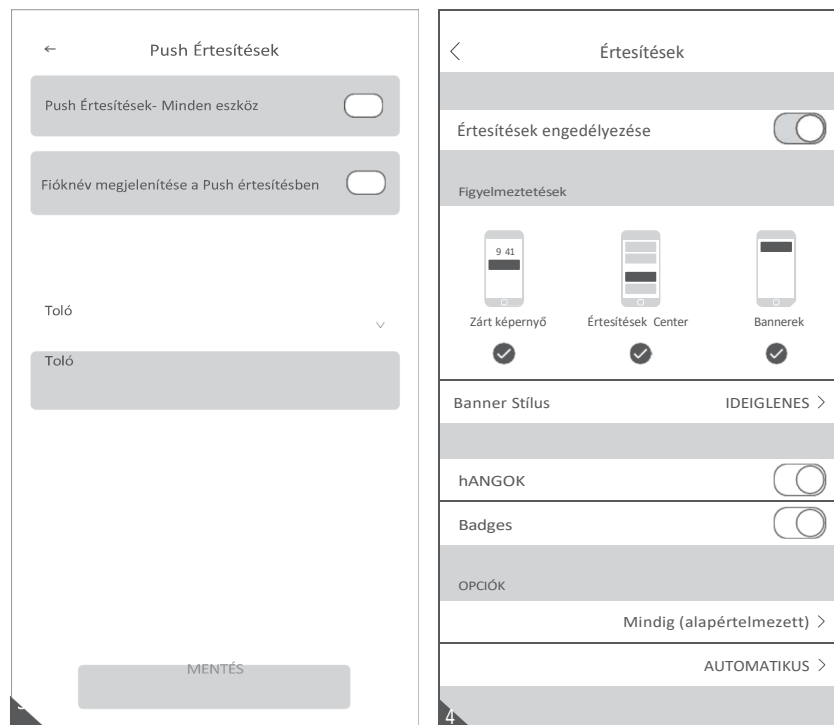 ← Push Értesítések
Push Értesítések- Minden eszköz
Fióknév megjelenítése a Push értesítésben
Toló
Toló
MENTÉS
Értesítések
Értesítések engedélyezése
Figyelmeztetések
9 41
Zárt képernyő Értesítések Center Bannerek
Banner Stílus IDEIGLENES >
hANGOK
Badges
OPCIÓK
Mindig (alapértelmezett) >
AUTOMATIKUS >
4